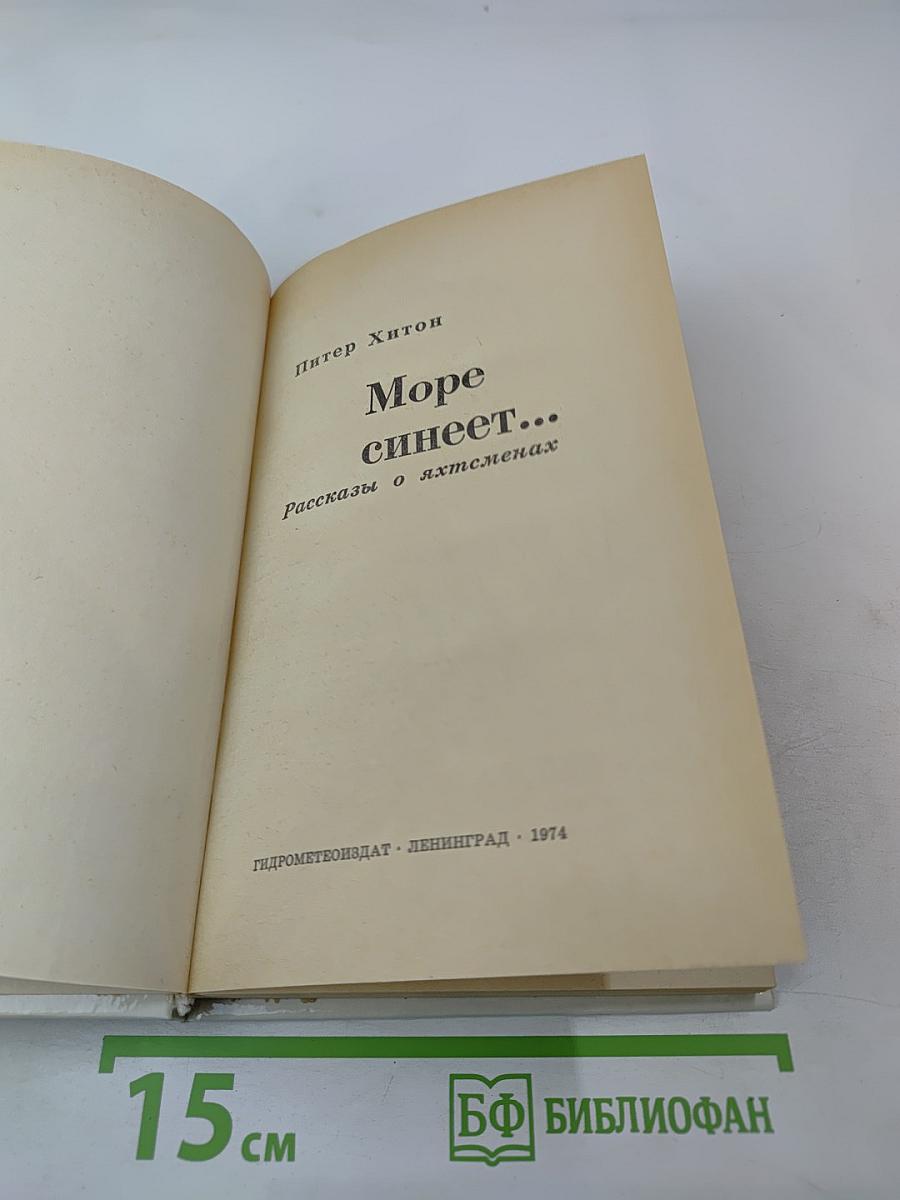 Питер Хитон
Море
синеет...
Рассказы о яхтсменах
ГИДРОМЕТЕОИЗДАТ · ЛЕНИНГРАД · 1974
15 см
БФ БИБЛИОФАН